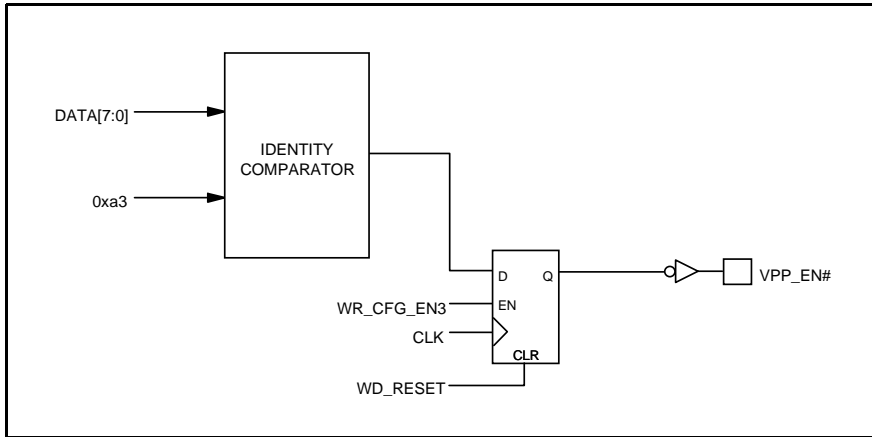 DATA[7:0]
IDENTITY
COMPARATOR
0xa3
D
Q
VPP_EN#
WR_CFG_EN3
EN
CLK
CLR
WD_RESET